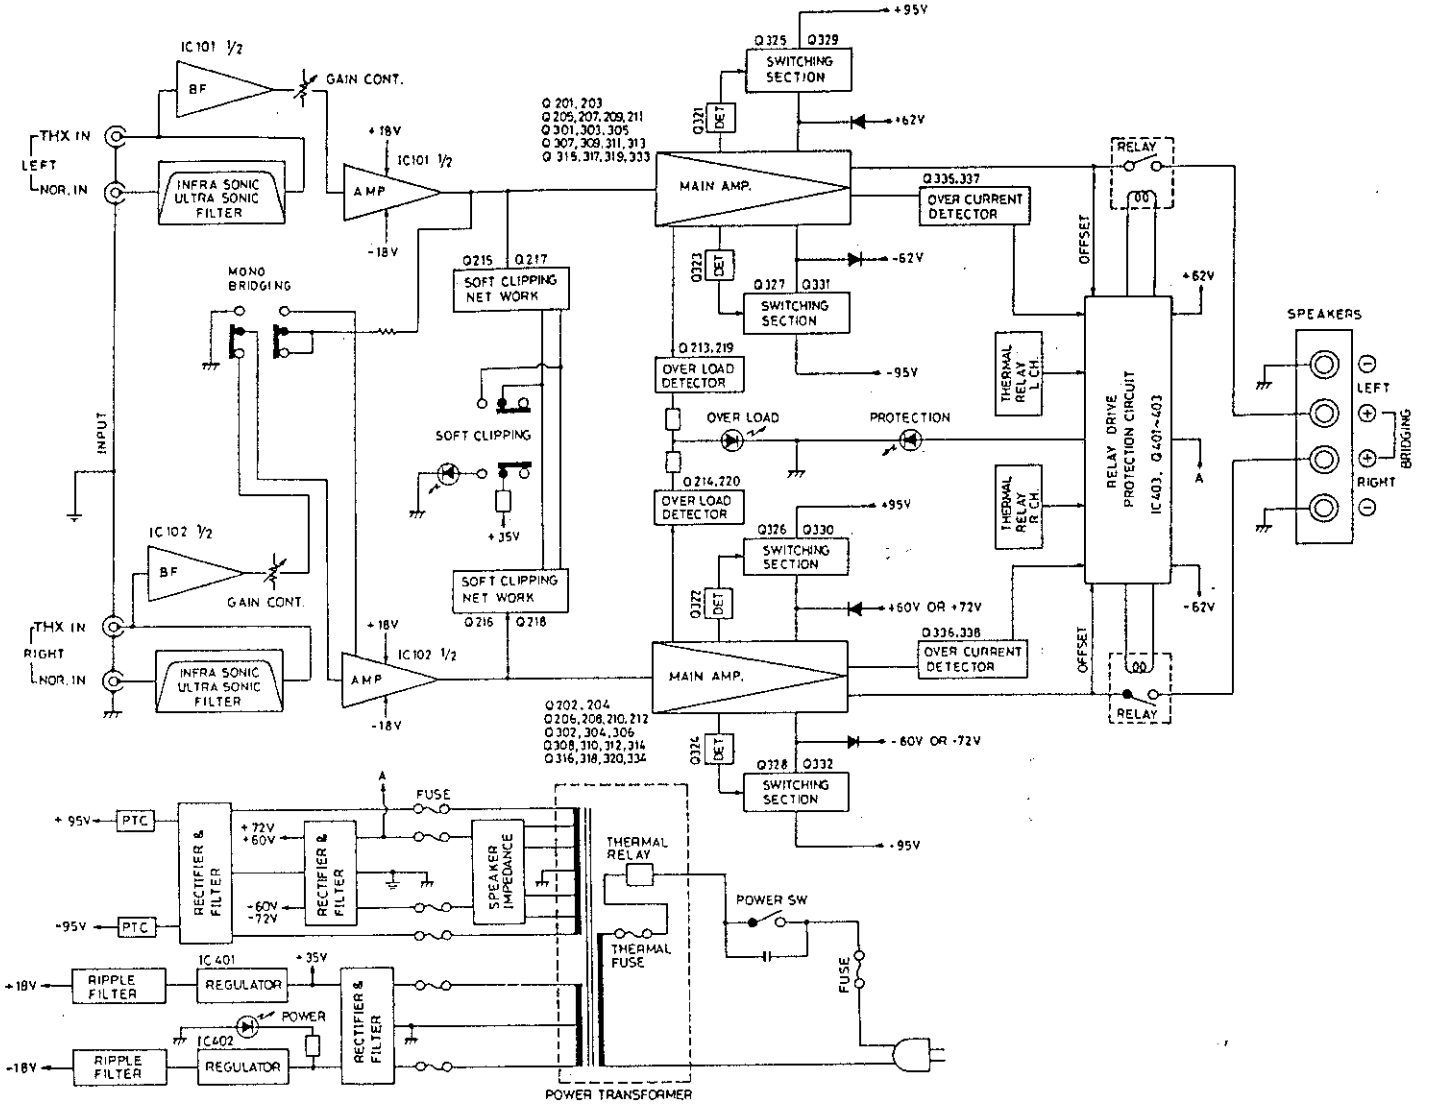 +95V
Q325 Q329
SWITCHING
SECTION
IC101 1/2
BF
GAIN CONT.
Q201, 203
Q205, 207, 209, 211
Q301, 303, 305
Q307, 309, 311, 313
Q315, 317, 319, 333
Q321
DET
+62V
THX IN
LEFT
NOR. IN
INFRA SONIC
ULTRA SONIC
FILTER
+18V
IC101 1/2
AMP
-18V
MAIN AMP.
Q335, 337
OVER CURRENT
DETECTOR
RELAY
OFFSET
MONO
BRIDGING
Q215 Q217
SOFT CLIPPING
NET WORK
Q323
DET
-62V
Q327 Q331
SWITCHING
SECTION
-95V
+62V
SPEAKERS
Q213, 219
OVER LOAD
DETECTOR
THERMAL
RELAY
L CH.
⊖
LEFT
⊕
BRIDGING
⊕
RIGHT
⊖
INPUT
SOFT CLIPPING
+35V
OVER LOAD
PROTECTION
RELAY DRIVE
PROTECTION CIRCUIT
IC403, Q401~403
A
Q214, 220
OVER LOAD
DETECTOR
THERMAL
RELAY
R CH.
+95V
Q326 Q330
SWITCHING
SECTION
IC102 1/2
BF
GAIN CONT.
SOFT CLIPPING
NET WORK
Q216 Q218
Q322
DET
+60V OR +72V
-62V
THX IN
RIGHT
NOR. IN
INFRA SONIC
ULTRA SONIC
FILTER
+18V
IC102 1/2
AMP
-18V
MAIN AMP.
Q336, 338
OVER CURRENT
DETECTOR
OFFSET
RELAY
Q202, 204
Q206, 208, 210, 212
Q302, 304, 306
Q308, 310, 312, 314
Q316, 318, 320, 334
Q324
DET
-60V OR -72V
Q328 Q332
SWITCHING
SECTION
-95V
A
FUSE
+95V
PTC
RECTIFIER &
FILTER
+72V
+60V
RECTIFIER &
FILTER
-60V
-72V
SPEAKER
IMPEDANCE
-95V
PTC
THERMAL
RELAY
THERMAL
FUSE
POWER SW
FUSE
+18V
RIPPLE
FILTER
IC401
REGULATOR
+35V
RECTIFIER &
FILTER
POWER
-18V
RIPPLE
FILTER
IC402
REGULATOR
POWER TRANSFORMER